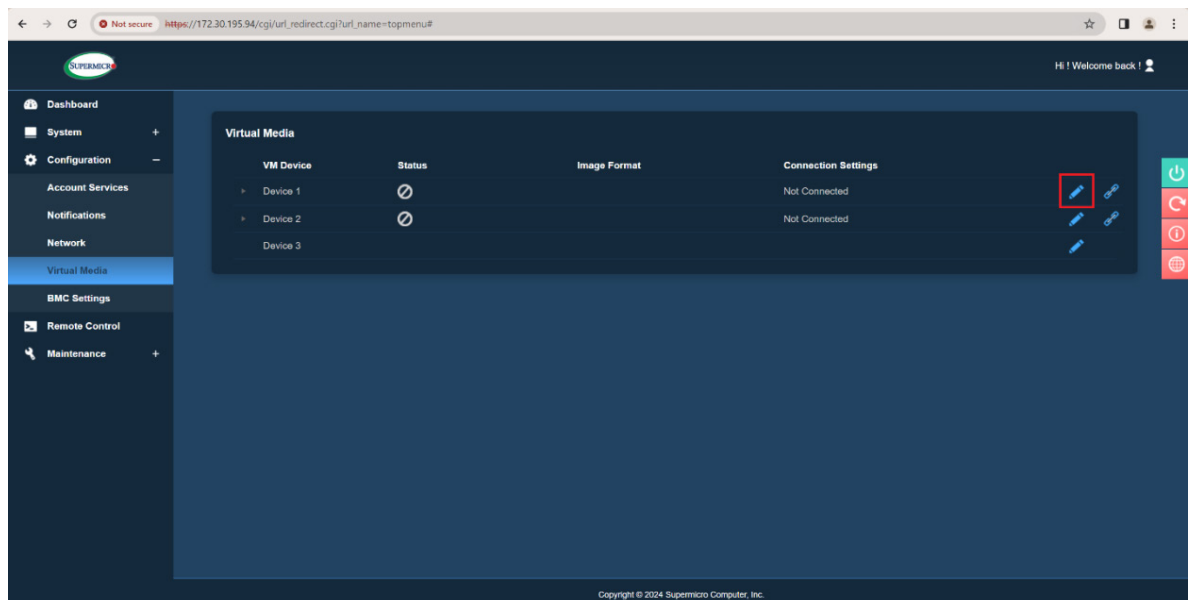 Not secure https://172.30.195.94/cgi/url_redirect.cgi?url_name=topmenu#
SUPERMICRO
Hi ! Welcome back !
Dashboard
System +
Configuration −
Account Services
Notifications
Network
Virtual Media
BMC Settings
Remote Control
Maintenance +
Virtual Media
VM Device Status Image Format Connection Settings
Device 1 Not Connected
Device 2 Not Connected
Device 3
Copyright © 2024 Supermicro Computer, Inc.